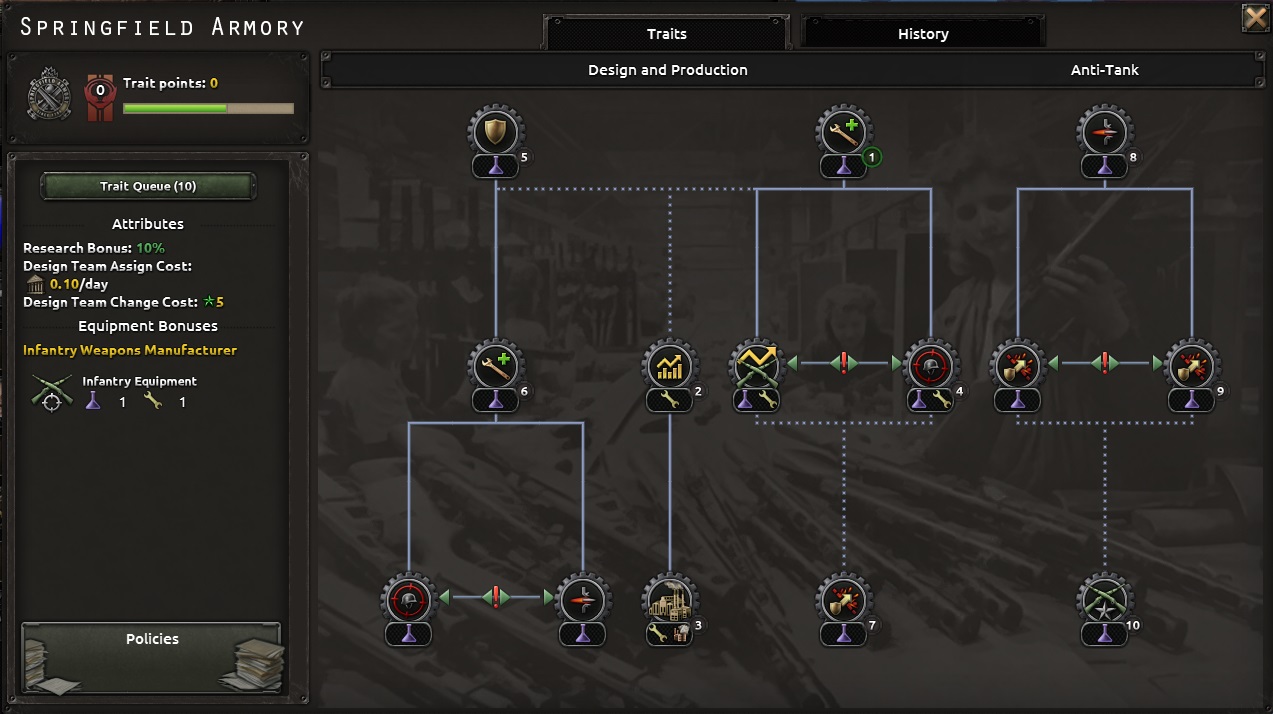 SPRINGFIELD ARMORY
Traits
History
0
Trait points: 0
Design and Production
Anti-Tank
5
1
8
Trait Queue (10)
Attributes
Research Bonus: 10%
Design Team Assign Cost:
0.10/day
Design Team Change Cost: 5
Equipment Bonuses
Infantry Weapons Manufacturer
Infantry Equipment
1 1
6
2
4
9
3
7
10
Policies